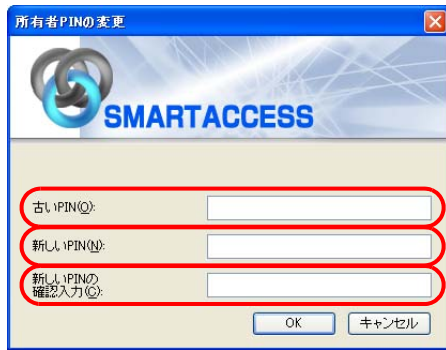 所有者PINの変更
SMARTACCESS
古いPIN(O):
新しいPIN(N):
新しいPINの
確認入力(C):
OK
キャンセル